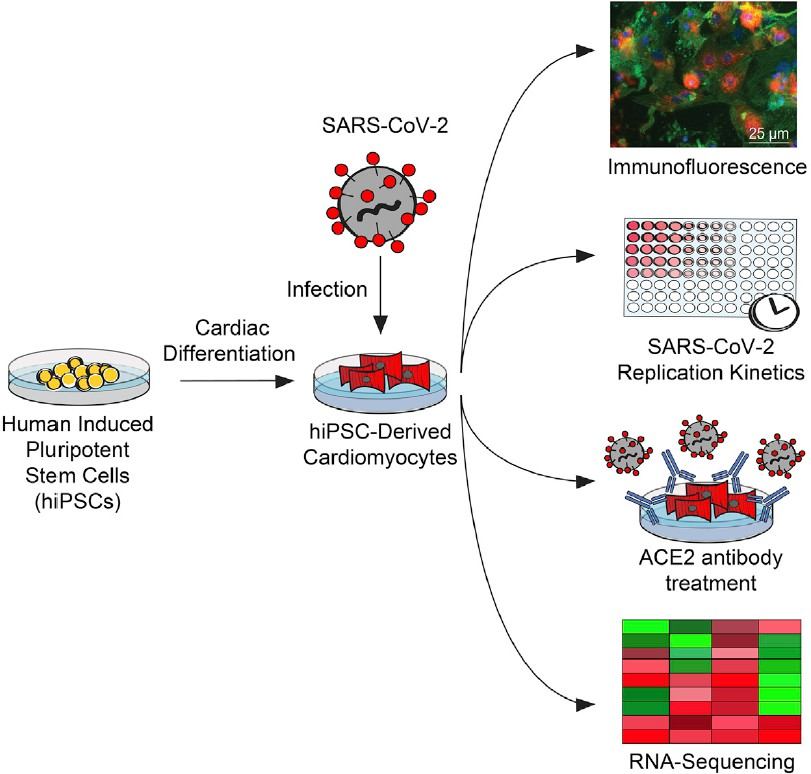 SARS-CoV-2
Infection
Cardiac
Differentiation
Human Induced
Pluripotent
Stem Cells
(hiPSCs)
hiPSC-Derived
Cardiomyocytes
25 µm
Immunofluorescence
SARS-CoV-2
Replication Kinetics
ACE2 antibody
treatment
RNA-Sequencing